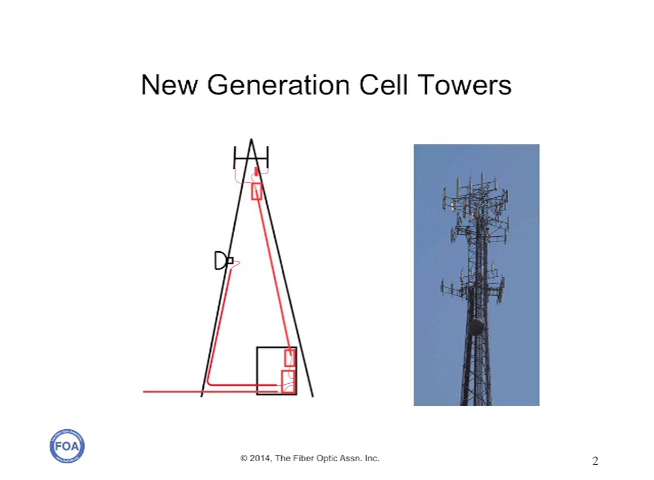 New Generation Cell Towers
FOA
© 2014, The Fiber Optic Assn. Inc.
2